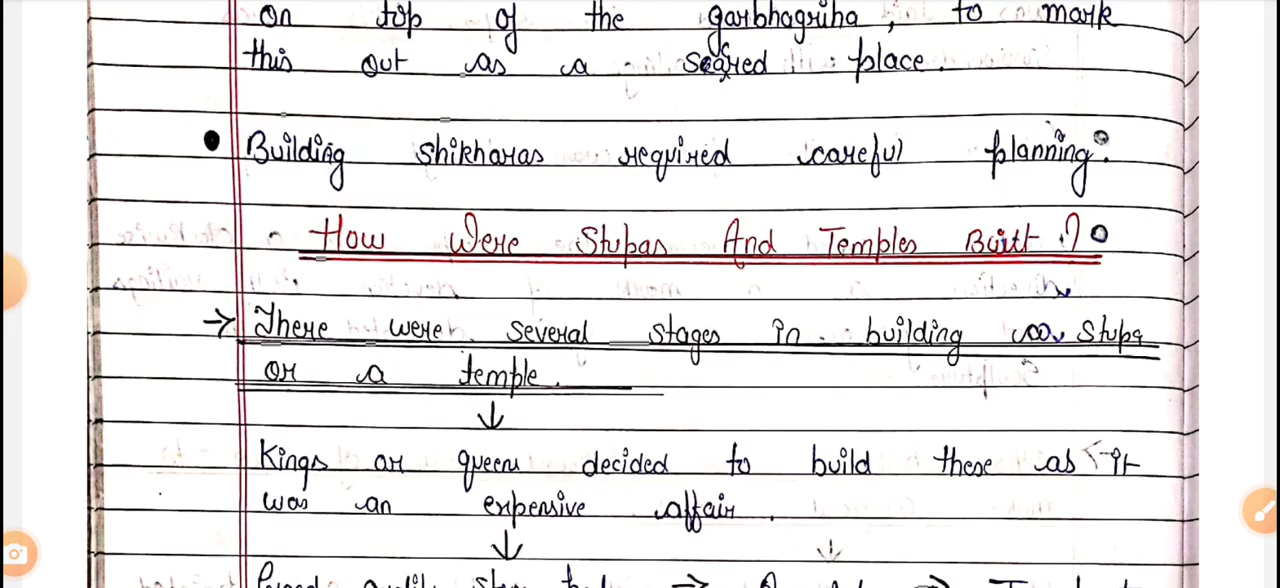 on top of the garbhagriha, to mark
this out as a scared place.
Building shikharas required careful planning.
How Were Stupas And Temples Built ?
→ There were several stages in building a Stupa
or a temple.
↓
Kings or queens decided to build these as it
was an expensive affair.
↓ ↓